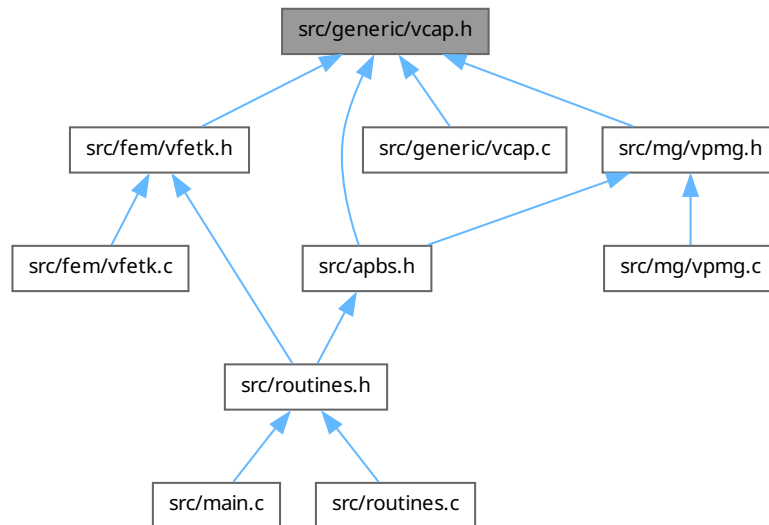 src/generic/vcap.h
src/fem/vfetk.h
src/generic/vcap.c
src/mg/vpmg.h
src/fem/vfetk.c
src/apbs.h
src/mg/vpmg.c
src/routines.h
src/main.c
src/routines.c